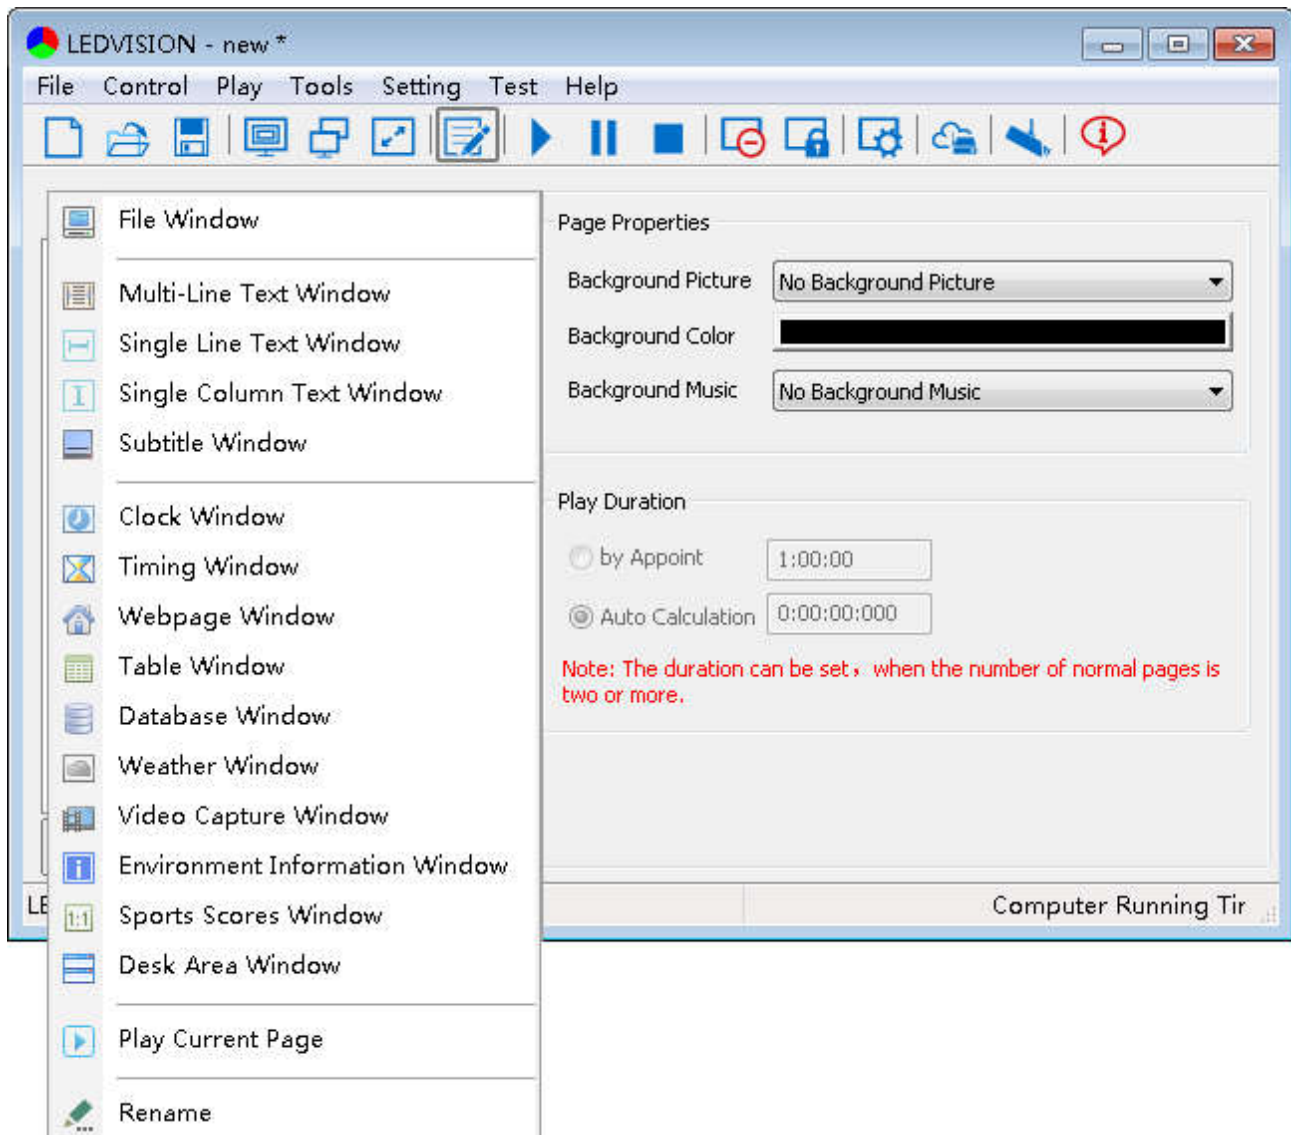 LEDVISION - new *
File Control Play Tools Setting Test Help
File Window
Multi-Line Text Window
Single Line Text Window
Single Column Text Window
Subtitle Window
Clock Window
Timing Window
Webpage Window
Table Window
Database Window
Weather Window
Video Capture Window
Environment Information Window
1:1 Sports Scores Window
Desk Area Window
Play Current Page
Rename
Page Properties
Background Picture No Background Picture
Background Color
Background Music No Background Music
Play Duration
by Appoint 1:00:00
Auto Calculation 0:00:00:000
Note: The duration can be set，when the number of normal pages is
two or more.
LE
Computer Running Tir